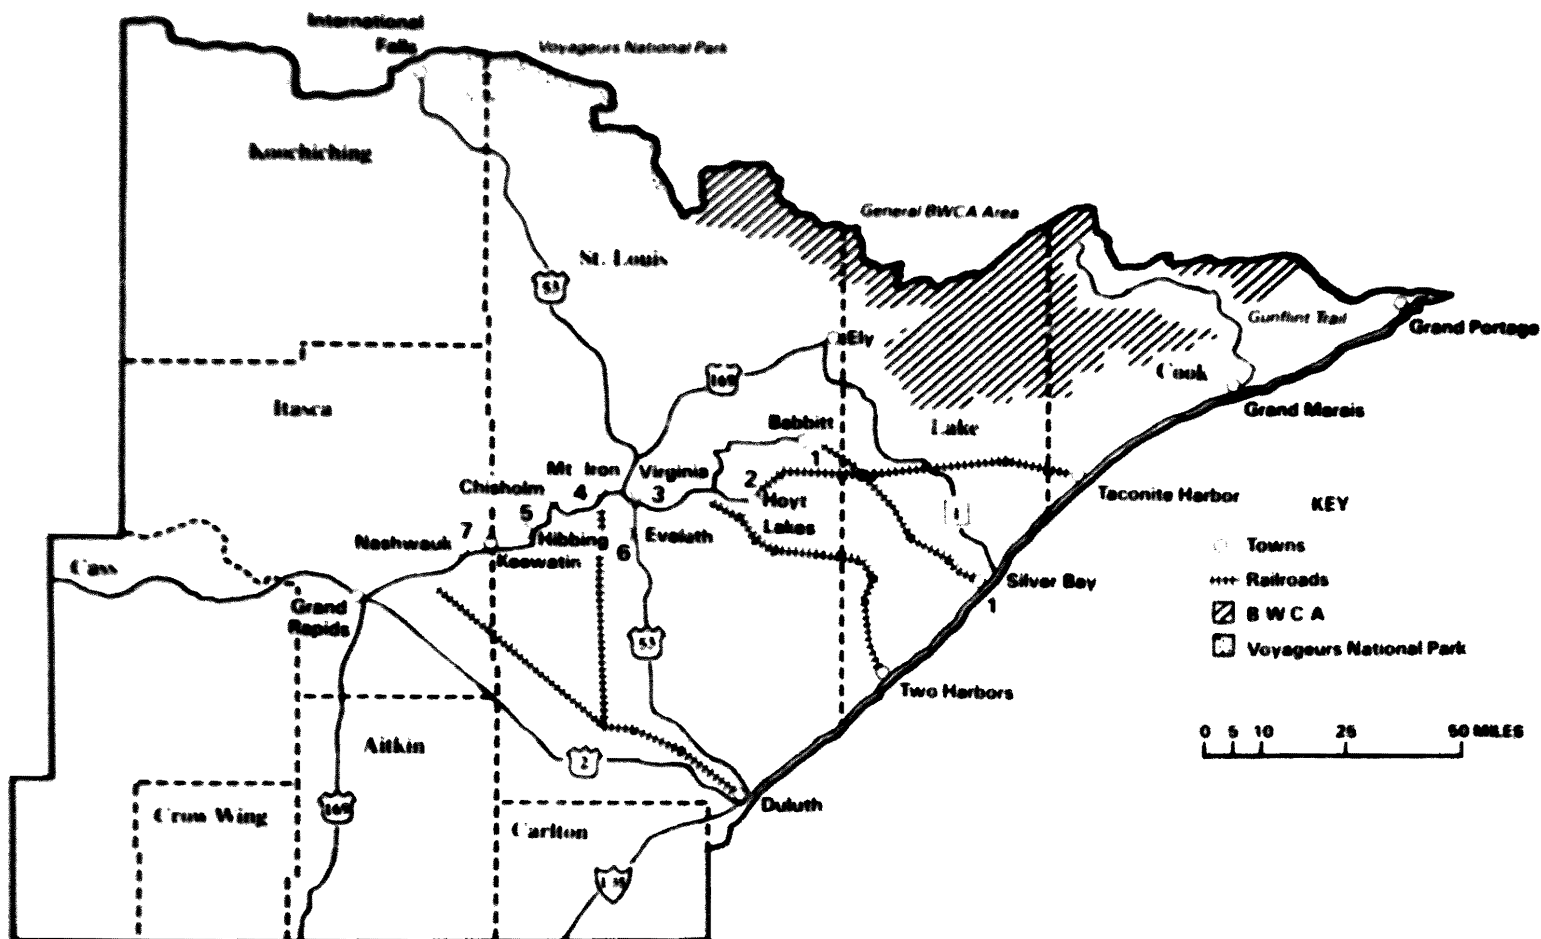 International
Falls
Voyageurs National Park
Kouchiching
General BWCA Area
St. Louis
53
Gunflint Trail
Grand Portage
Ely
169
Cook
Itasca
Grand Marais
Babbitt
Lake
1
Mt Iron
Virginia
Chisholm
4
3
2
Hoyt
Lakes
Taconite Harbor
KEY
5
7
Nashwauk
Hibbing
6
Eveleth
1
Towns
Keewatin
Cass
Silver Bay
Railroads
1
Grand
Rapids
B W C A
53
Voyageurs National Park
Two Harbors
0 5 10 25 50 MILES
Aitkin
2
Duluth
Crow Wing
169
Carlton
I 35